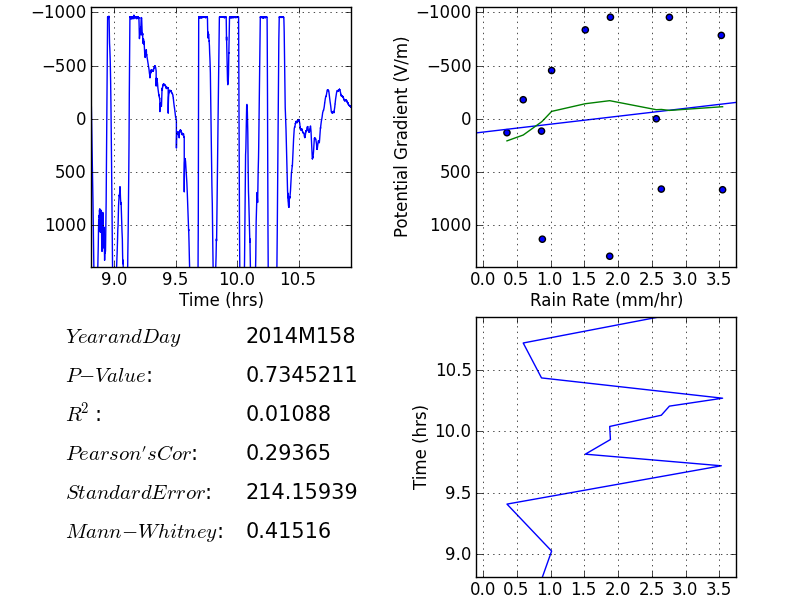 −1000
−500
0
500
1000
9.0 9.5 10.0 10.5
Time (hrs)
Potential Gradient (V/m)
−1000
−500
0
500
1000
0.0 0.5 1.0 1.5 2.0 2.5 3.0 3.5
Rain Rate (mm/hr)
YearandDay 2014M158
P−Value: 0.7345211
R²: 0.01088
Pearson'sCor: 0.29365
StandardError: 214.15939
Mann−Whitney: 0.41516
Time (hrs)
10.5
10.0
9.5
9.0
0.0 0.5 1.0 1.5 2.0 2.5 3.0 3.5